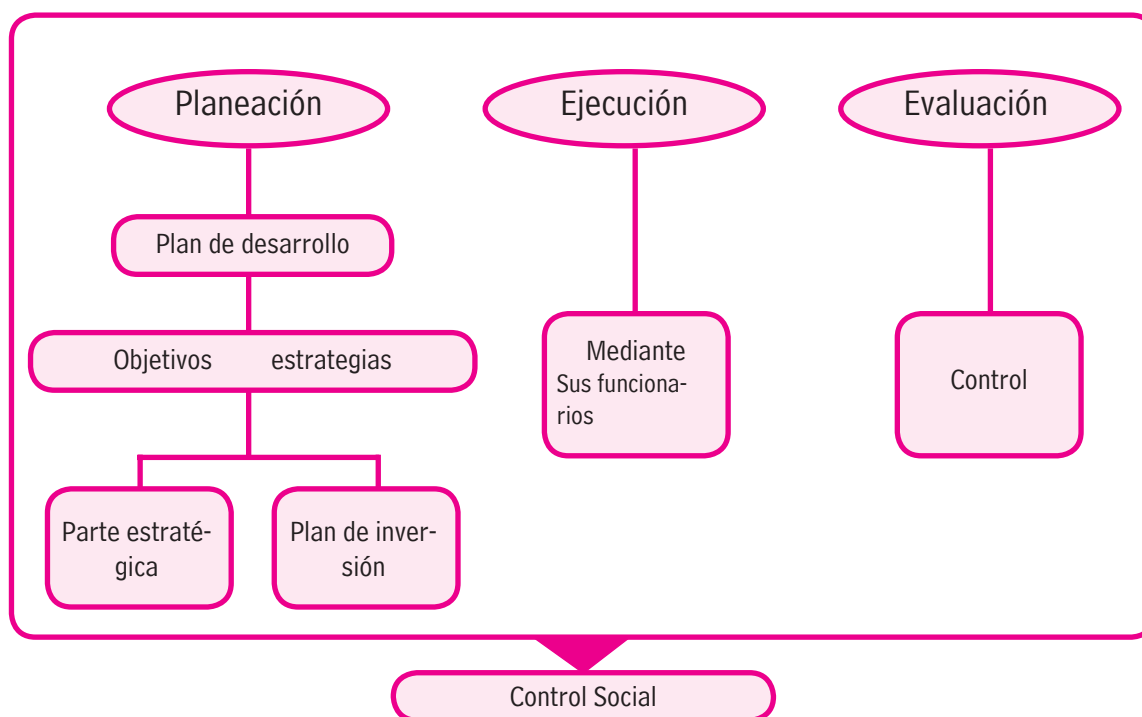 Planeación
Ejecución
Evaluación
Plan de desarrollo
Objetivos estrategias
Mediante
Sus funciona-
rios
Control
Parte estraté-
gica
Plan de inver-
sión
Control Social